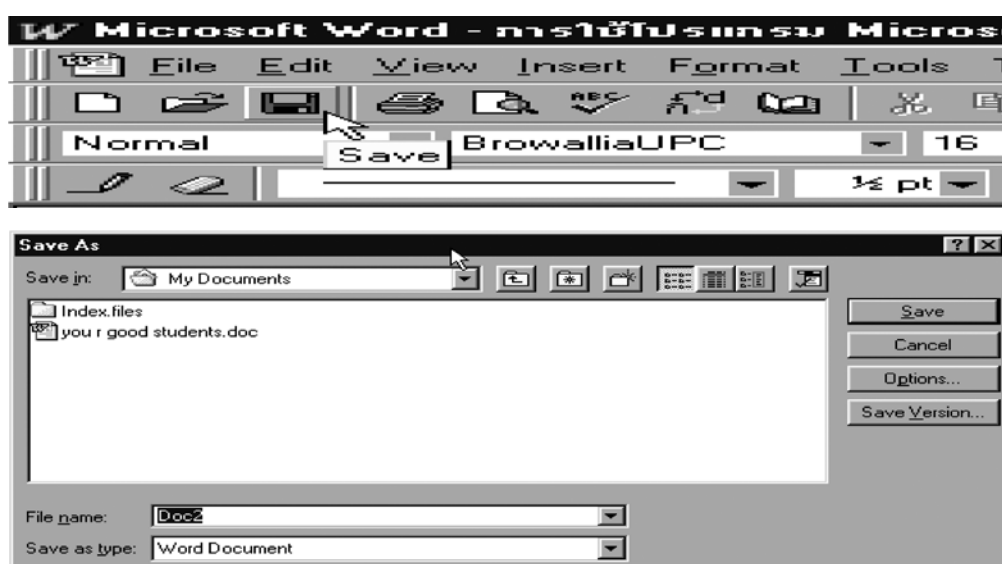 Microsoft Word - การใช้โปรแกรม Micros
File Edit View Insert Format Tools T
ABC
Normal BrowalliaUPC 16
Save
½ pt
Save As
Save in: My Documents
Index.files
you r good students.doc
Save
Cancel
Options...
Save Version...
File name: Doc2
Save as type: Word Document